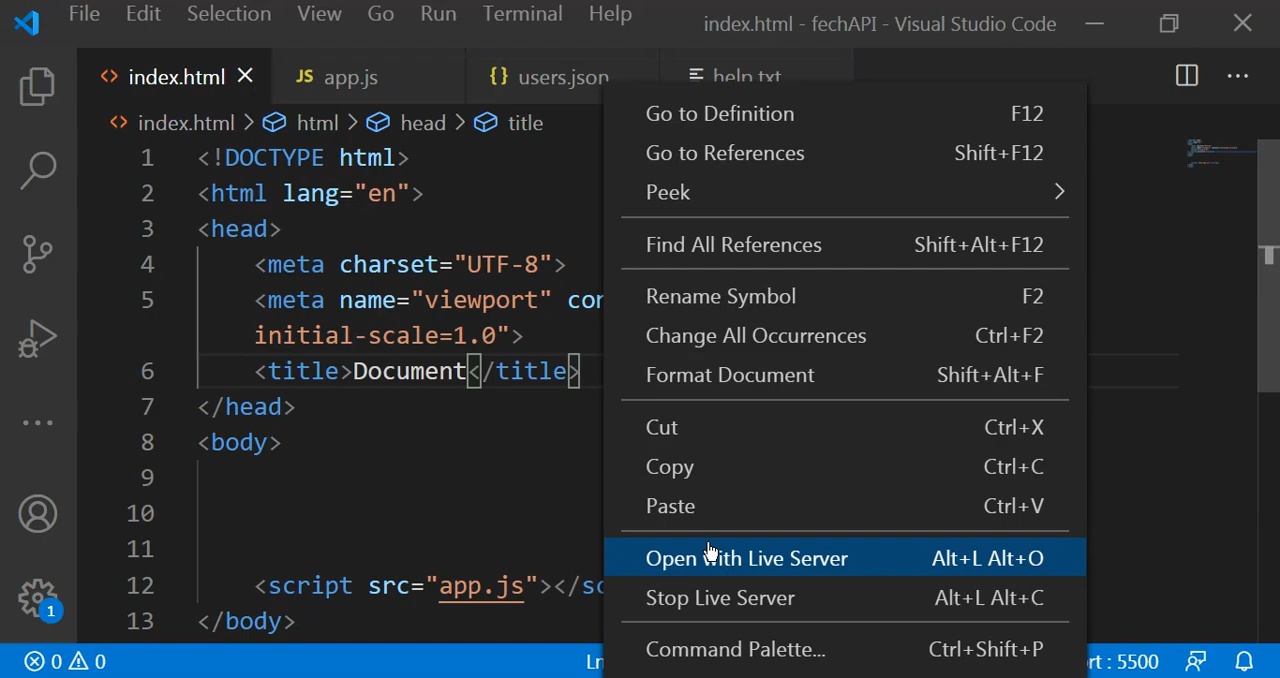 File Edit Selection View Go Run Terminal Help index.html - fechAPI - Visual Studio Code
index.html JS app.js {} users.json help.txt
index.html > html > head > title
1 <!DOCTYPE html>
2 <html lang="en">
3 <head>
4 <meta charset="UTF-8">
5 <meta name="viewport" con
initial-scale=1.0">
6 <title>Document</title>
7 </head>
8 <body>
9
10
11
12 <script src="app.js"></sc
13 </body>
Go to Definition F12
Go to References Shift+F12
Peek
Find All References Shift+Alt+F12
Rename Symbol F2
Change All Occurrences Ctrl+F2
Format Document Shift+Alt+F
Cut Ctrl+X
Copy Ctrl+C
Paste Ctrl+V
Open with Live Server Alt+L Alt+O
Stop Live Server Alt+L Alt+C
Command Palette... Ctrl+Shift+P
1
0 0 Ln rt : 5500